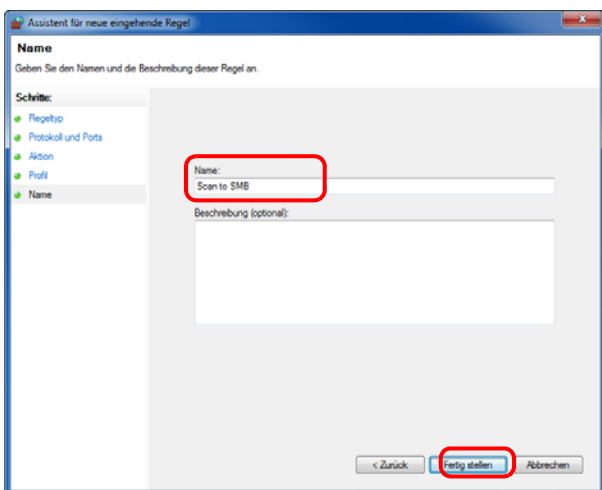 Assistent für neue eingehende Regel
Name
Geben Sie den Namen und die Beschreibung dieser Regel an.
Schritte:
Regeltyp
Protokoll und Ports
Aktion
Profil
Name
Name:
Scan to SMB
Beschreibung (optional):
< Zurück
Fertig stellen
Abbrechen